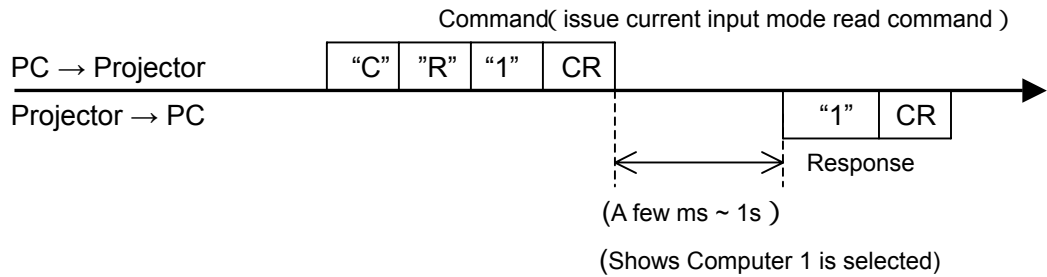 Command( issue current input mode read command )
PC → Projector
“C” ”R” “1” CR
Projector → PC
“1” CR
Response
(A few ms ~ 1s )
(Shows Computer 1 is selected)